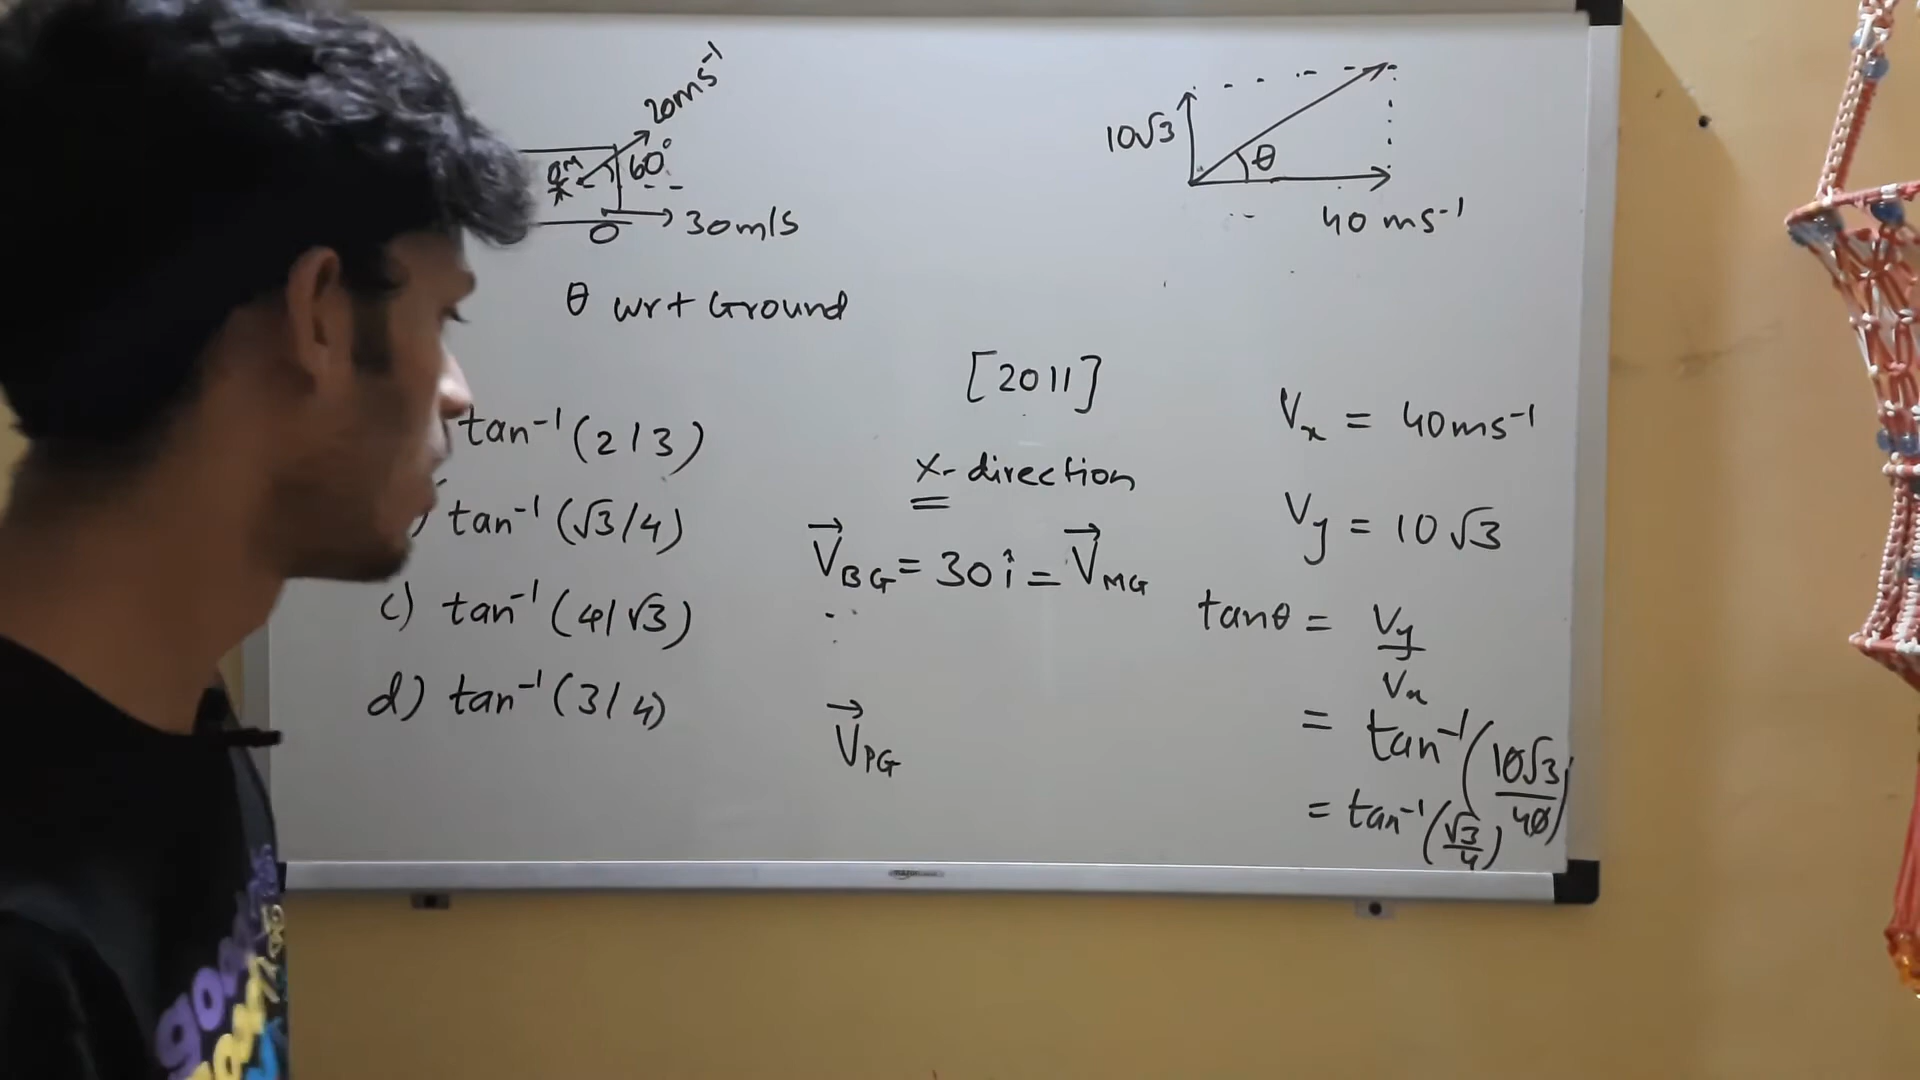 20ms⁻¹
60°
M
30m/s
θ wrt Ground
tan⁻¹(2/3)
) tan⁻¹(√3/4)
c) tan⁻¹(4/√3)
d) tan⁻¹(3/4)
[2011]
X-direction
V⃗BG = 30î = V⃗MG
V⃗PG
10√3
θ
40 ms⁻¹
Vx = 40ms⁻¹
Vy = 10√3
tanθ = Vy/Vx
= tan⁻¹(10√3/40)
= tan⁻¹(√3/4)